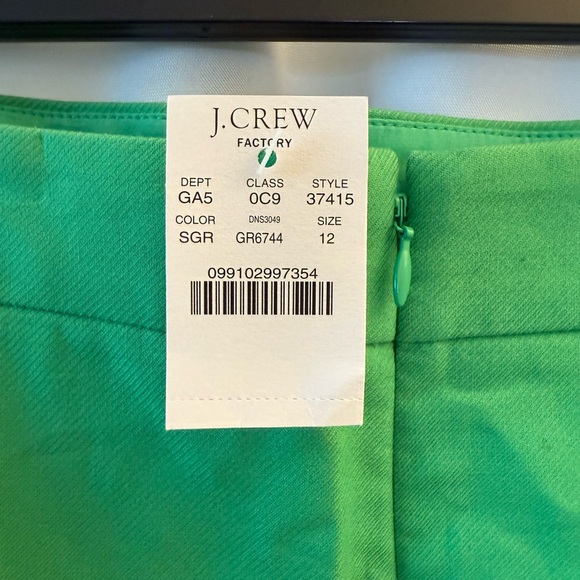 J.CREW
FACTORY
DEPT CLASS STYLE
GA5 0C9 37415
COLOR DNS3049 SIZE
SGR GR6744 12
099102997354